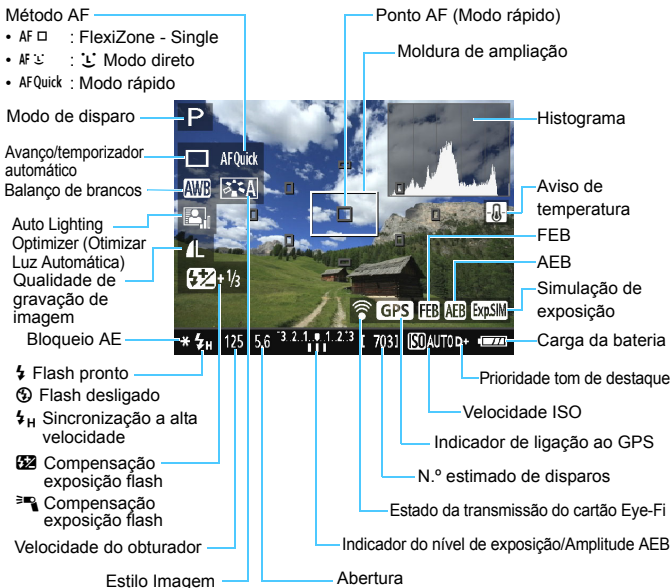 Método AF
• AF □ : FlexiZone - Single
• AF : Modo direto
• AFQuick : Modo rápido
Modo de disparo
Avanço/temporizador
automático
Balanço de brancos
Auto Lighting
Optimizer (Otimizar
Luz Automática)
Qualidade de
gravação de
imagem
Bloqueio AE
Flash pronto
Flash desligado
H Sincronização a alta
velocidade
Compensação
exposição flash
Compensação
exposição flash
Velocidade do obturador
Estilo Imagem
Ponto AF (Modo rápido)
Moldura de ampliação
Histograma
Aviso de
temperatura
FEB
AEB
Simulação de
exposição
Carga da bateria
Prioridade tom de destaque
Velocidade ISO
Indicador de ligação ao GPS
N.º estimado de disparos
Estado da transmissão do cartão Eye-Fi
Indicador do nível de exposição/Amplitude AEB
Abertura
P
AFQuick
AWB A
L
+1/3
GPS FEB AEB Exp.SIM
* H 125 5.6 -3..2..1..0..1..2.:3 [ 703] ISO AUTO D+